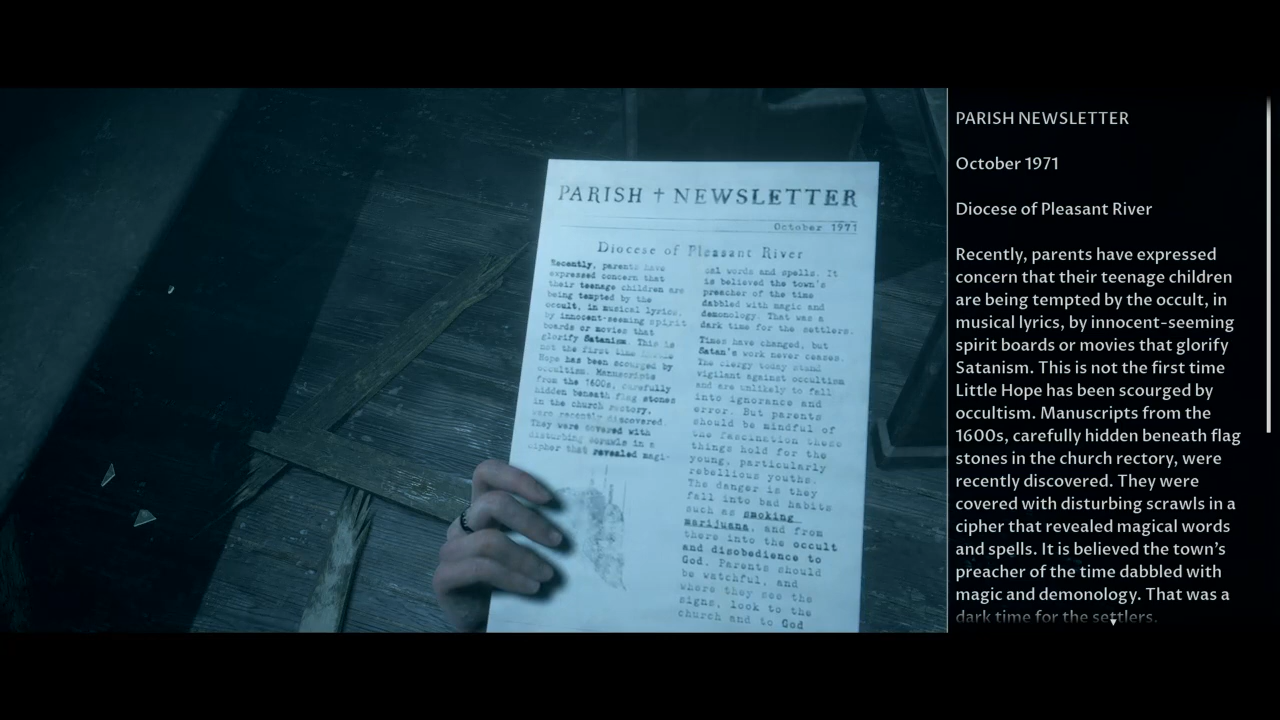 PARISH † NEWSLETTER
October 1971
Diocese of Pleasant River
Recently, parents have
expressed concern that
their teenage children are
being tempted by the
occult, in musical lyrics,
by innocent-seeming spirit
boards or movies that
glorify Satanism. This is
not the first time Little
Hope has been scourged by
occultism. Manuscripts
from the 1600s, carefully
hidden beneath flag stones
in the church rectory,
were recently discovered.
They were covered with
disturbing scrawls in a
cipher that revealed magi-
cal words and spells. It
is believed the town's
preacher of the time
dabbled with magic and
demonology. That was a
dark time for the settlers.
Times have changed, but
Satan's work never ceases.
The clergy today stand
vigilant against occultism
and are unlikely to fall
into ignorance and
error. But parents
should be mindful of
the fascination these
things hold for the
young, particularly
rebellious youths.
The danger is they
fall into bad habits
such as smoking
marijuana, and from
there into the occult
and disobedience to
God. Parents should
be watchful, and
where they see the
signs, look to the
church and to God
PARISH NEWSLETTER
October 1971
Diocese of Pleasant River
Recently, parents have expressed
concern that their teenage children
are being tempted by the occult, in
musical lyrics, by innocent-seeming
spirit boards or movies that glorify
Satanism. This is not the first time
Little Hope has been scourged by
occultism. Manuscripts from the
1600s, carefully hidden beneath flag
stones in the church rectory, were
recently discovered. They were
covered with disturbing scrawls in a
cipher that revealed magical words
and spells. It is believed the town's
preacher of the time dabbled with
magic and demonology. That was a
dark time for the settlers.